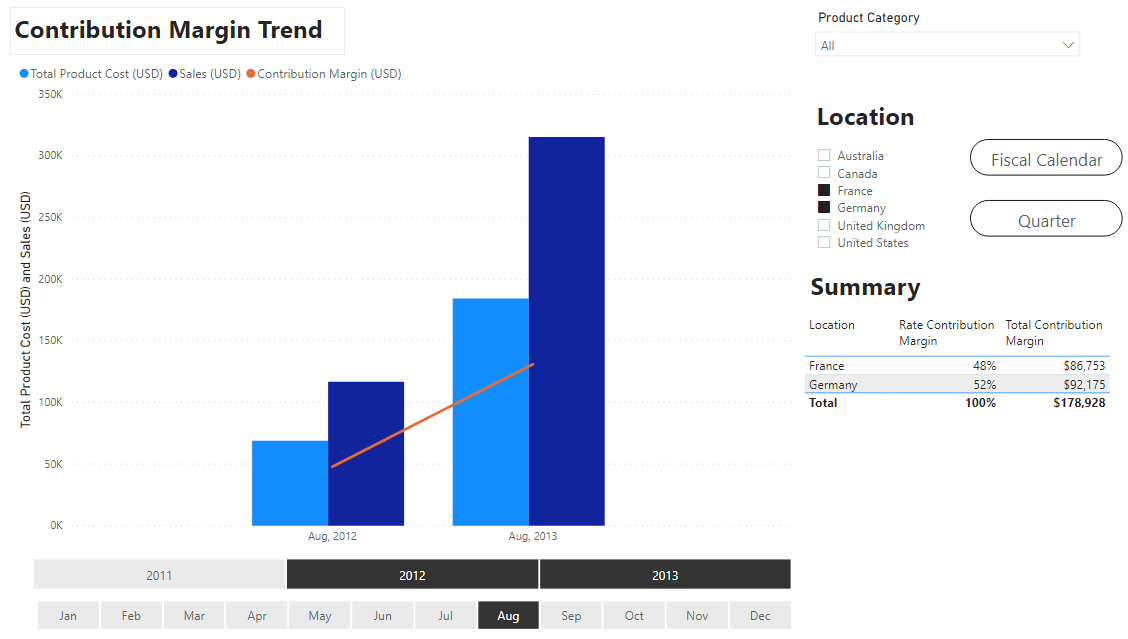 Contribution Margin Trend
Total Product Cost (USD) Sales (USD) Contribution Margin (USD)
350K
300K
250K
200K
150K
100K
50K
0K
Total Product Cost (USD) and Sales (USD)
Aug, 2012 Aug, 2013
2011 2012 2013
Jan Feb Mar Apr May Jun Jul Aug Sep Oct Nov Dec
Product Category
All
Location
Australia
Canada
France
Germany
United Kingdom
United States
Fiscal Calendar
Quarter
Summary
Location Rate Contribution Margin Total Contribution Margin
France 48% $86,753
Germany 52% $92,175
Total 100% $178,928